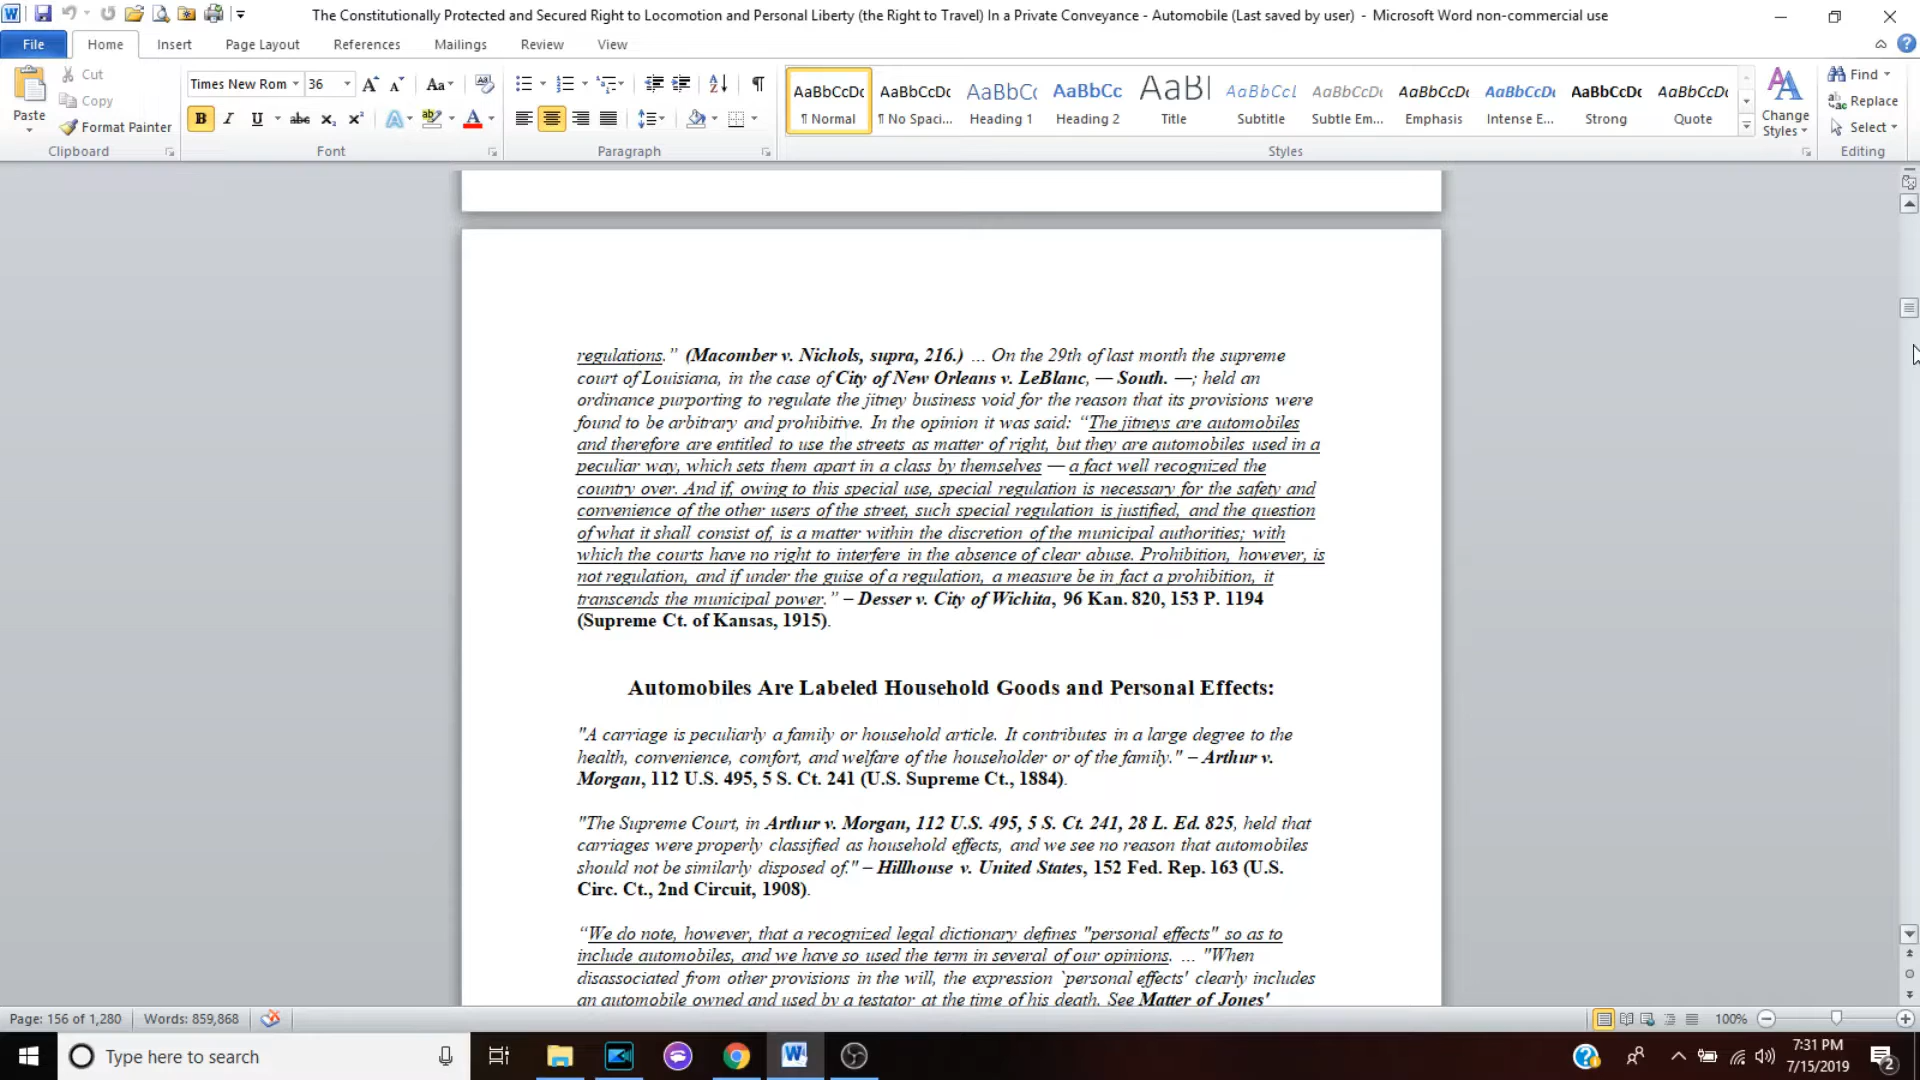 The Constitutionally Protected and Secured Right to Locomotion and Personal Liberty (the Right to Travel) In a Private Conveyance - Automobile (Last saved by user) - Microsoft Word non-commercial use
File Home Insert Page Layout References Mailings Review View
Paste
Cut
Copy
Format Painter
Clipboard
Times New Rom 36
Font
Paragraph
AaBbCcDc ¶ Normal
AaBbCcDc ¶ No Spaci...
AaBbCc Heading 1
AaBbCc Heading 2
AaBl Title
AaBbCcl Subtitle
AaBbCcDc Subtle Em...
AaBbCcDc Emphasis
AaBbCcDc Intense E...
AaBbCcDc Strong
AaBbCcDc Quote
Styles
Change Styles
Find
Replace
Select
Editing
regulations.” (Macomber v. Nichols, supra, 216.) … On the 29th of last month the supreme
court of Louisiana, in the case of City of New Orleans v. LeBlanc, — South. —; held an
ordinance purporting to regulate the jitney business void for the reason that its provisions were
found to be arbitrary and prohibitive. In the opinion it was said: “The jitneys are automobiles
and therefore are entitled to use the streets as matter of right, but they are automobiles used in a
peculiar way, which sets them apart in a class by themselves — a fact well recognized the
country over. And if, owing to this special use, special regulation is necessary for the safety and
convenience of the other users of the street, such special regulation is justified, and the question
of what it shall consist of, is a matter within the discretion of the municipal authorities; with
which the courts have no right to interfere in the absence of clear abuse. Prohibition, however, is
not regulation, and if under the guise of a regulation, a measure be in fact a prohibition, it
transcends the municipal power.” – Desser v. City of Wichita, 96 Kan. 820, 153 P. 1194
(Supreme Ct. of Kansas, 1915).
Automobiles Are Labeled Household Goods and Personal Effects:
"A carriage is peculiarly a family or household article. It contributes in a large degree to the
health, convenience, comfort, and welfare of the householder or of the family." – Arthur v.
Morgan, 112 U.S. 495, 5 S. Ct. 241 (U.S. Supreme Ct., 1884).
"The Supreme Court, in Arthur v. Morgan, 112 U.S. 495, 5 S. Ct. 241, 28 L. Ed. 825, held that
carriages were properly classified as household effects, and we see no reason that automobiles
should not be similarly disposed of." – Hillhouse v. United States, 152 Fed. Rep. 163 (U.S.
Circ. Ct., 2nd Circuit, 1908).
“We do note, however, that a recognized legal dictionary defines "personal effects" so as to
include automobiles, and we have so used the term in several of our opinions. … "When
disassociated from other provisions in the will, the expression `personal effects' clearly includes
an automobile owned and used by a testator at the time of his death. See Matter of Jones'
Page: 156 of 1,280 Words: 859,868 100%
Type here to search
7:31 PM
7/15/2019
2